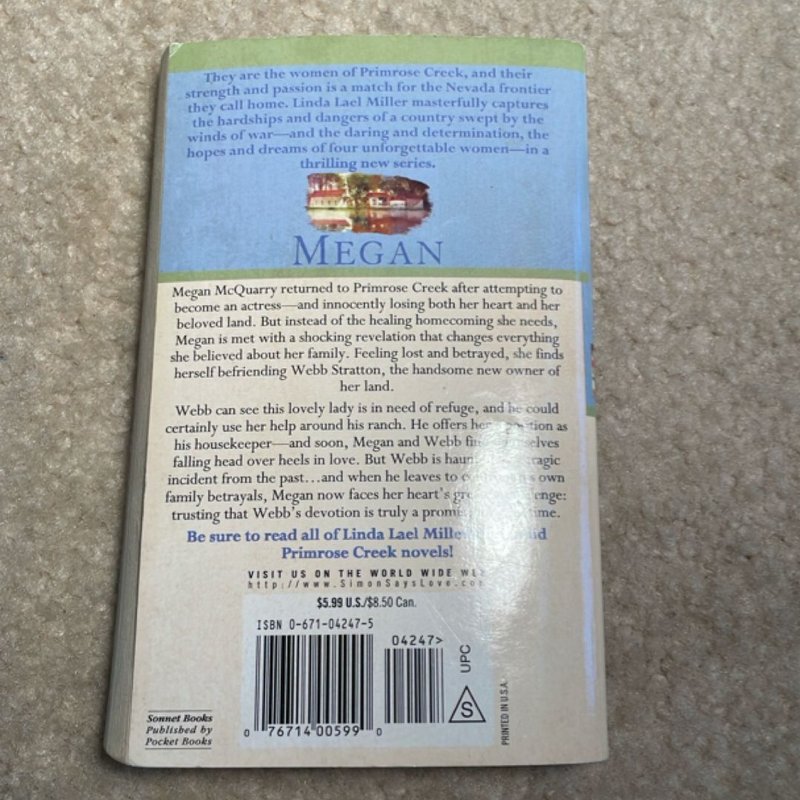 They are the women of Primrose Creek, and their
strength and passion is a match for the Nevada frontier
they call home. Linda Lael Miller masterfully captures
the hardships and dangers of a country swept by the
winds of war—and the daring and determination, the
hopes and dreams of four unforgettable women—in a
thrilling new series.
MEGAN
Megan McQuarry returned to Primrose Creek after attempting to
become an actress—and innocently losing both her heart and her
beloved land. But instead of the healing homecoming she needs,
Megan is met with a shocking revelation that changes everything
she believed about her family. Feeling lost and betrayed, she finds
herself befriending Webb Stratton, the handsome new owner of
her land.
Webb can see this lovely lady is in need of refuge, and he could
certainly use her help around his ranch. He offers her position as
his housekeeper—and soon, Megan and Webb
falling head over heels in love. But Webb is tragic
incident from the past...and when he leaves to own
family betrayals, Megan now faces her heart's
trusting that Webb's devotion is truly a time.
Be sure to read all of Linda Lael
Primrose Creek novels!
VISIT US ON THE WORLD WIDE WEB
http://www.SimonSaysLove.com
$5.99 U.S./$8.50 Can.
ISBN 0-671-04247-5
04247>
0 76714 00599 0
UPC
S
PRINTED IN U.S.A.
Sonnet Books
Published by
Pocket Books